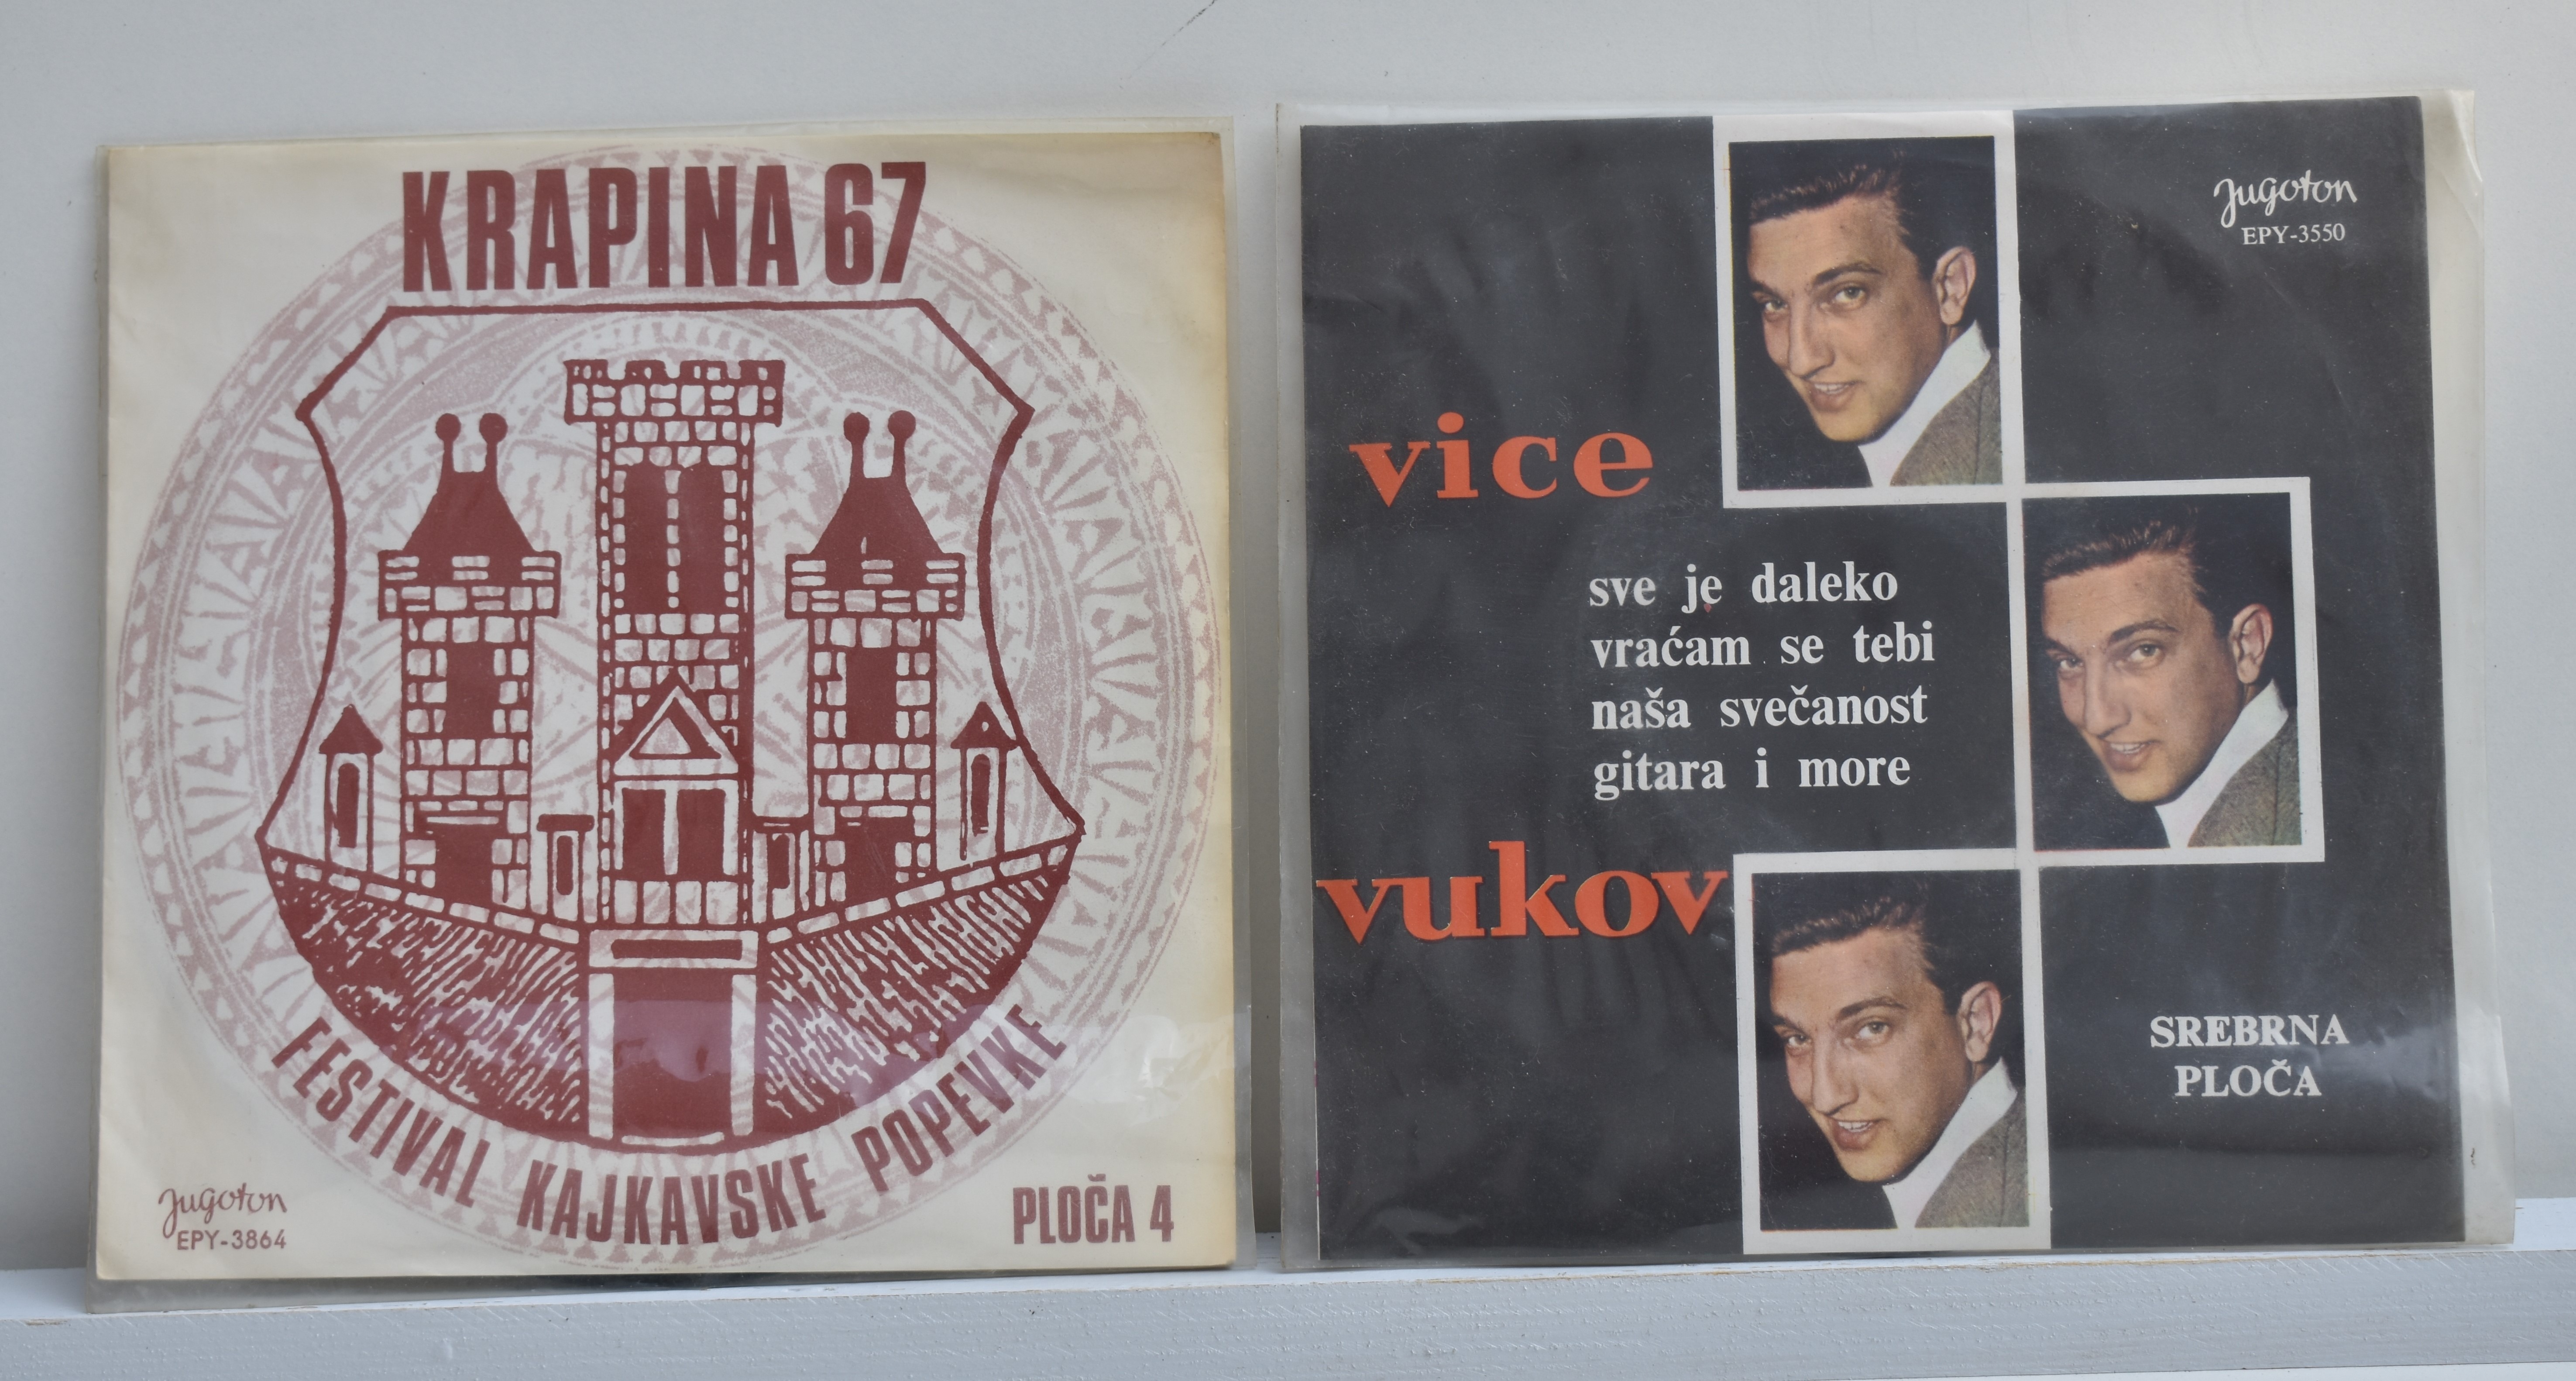 KRAPINA 67
FESTIVAL KAJKAVSKE POPEVKE
Jugoton
EPY-3864
PLOČA 4
Jugoton
EPY-3550
vice
sve je daleko
vraćam se tebi
naša svečanost
gitara i more
vukov
SREBRNA
PLOČA